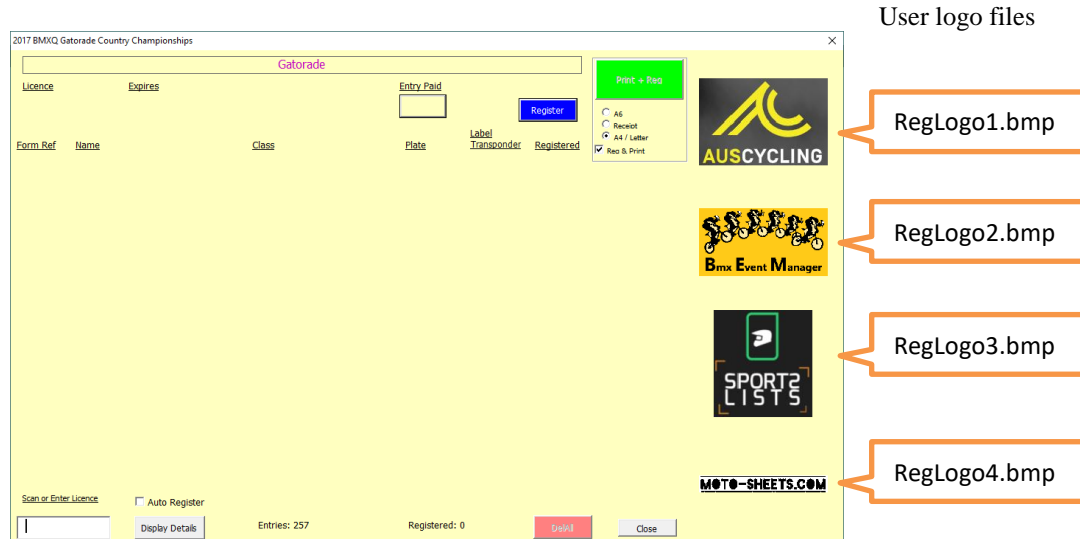 User logo files
2017 BMXQ Gatorade Country Championships
Gatorade
Licence
Expires
Entry Paid
Register
Print + Reg
A6
Receipt
A4 / Letter
Reg & Print
Form Ref
Name
Class
Plate
Label
Transponder
Registered
AUSCYCLING
RegLogo1.bmp
Bmx Event Manager
RegLogo2.bmp
SPORTS
LISTS
RegLogo3.bmp
MOTO-SHEETS.COM
RegLogo4.bmp
Scan or Enter Licence
Auto Register
Display Details
Entries: 257
Registered: 0
DelAll
Close